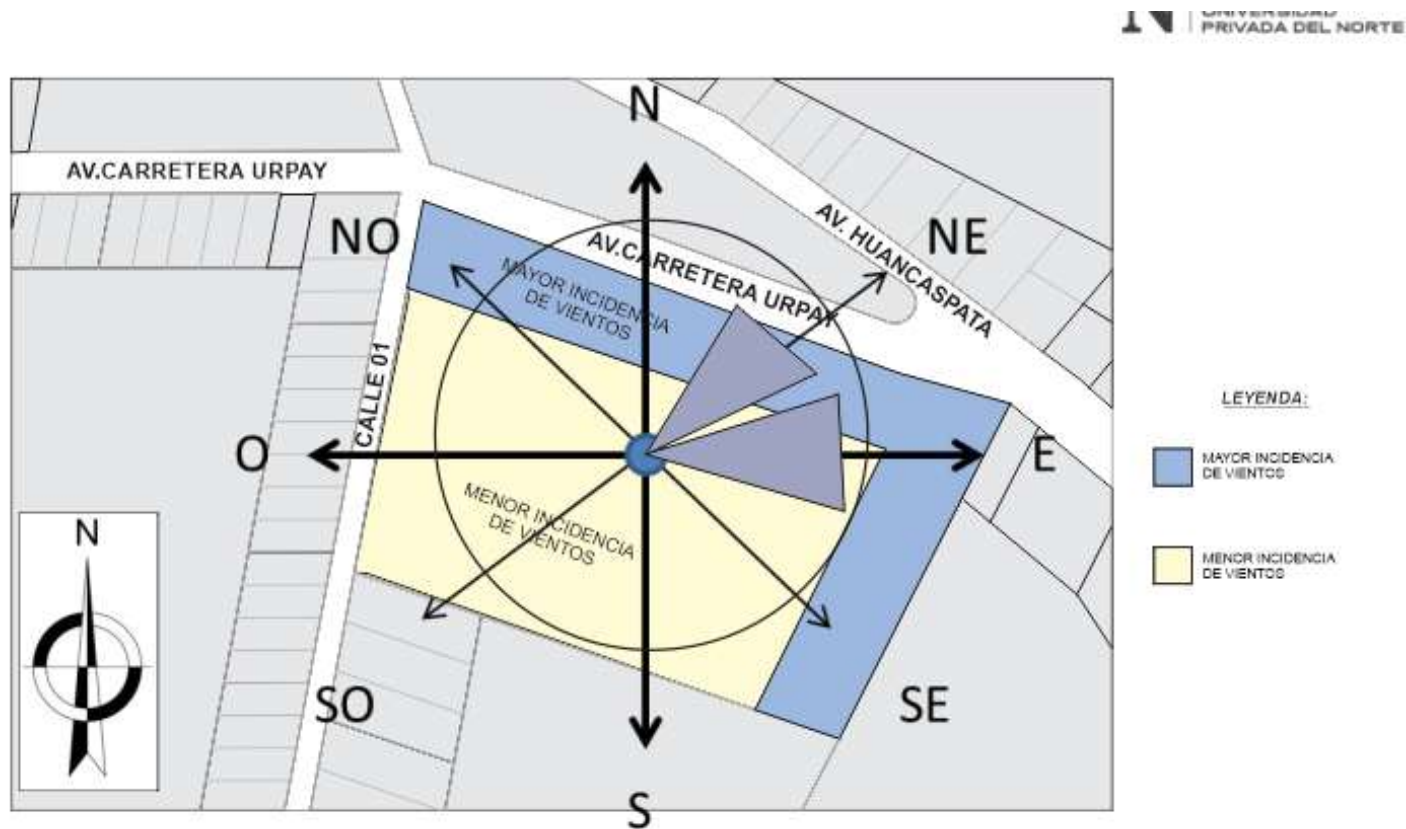 UNIVERSIDAD
PRIVADA DEL NORTE
N
AV.CARRETERA URPAY
NO
NE
AV. HUANCASPATA
AV.CARRETERA URPAY
MAYOR INCIDENCIA
DE VIENTOS
CALLE 01
O
E
LEYENDA:
MAYOR INCIDENCIA
DE VIENTOS
MENOR INCIDENCIA
DE VIENTOS
MENOR INCIDENCIA
DE VIENTOS
N
SO
SE
S